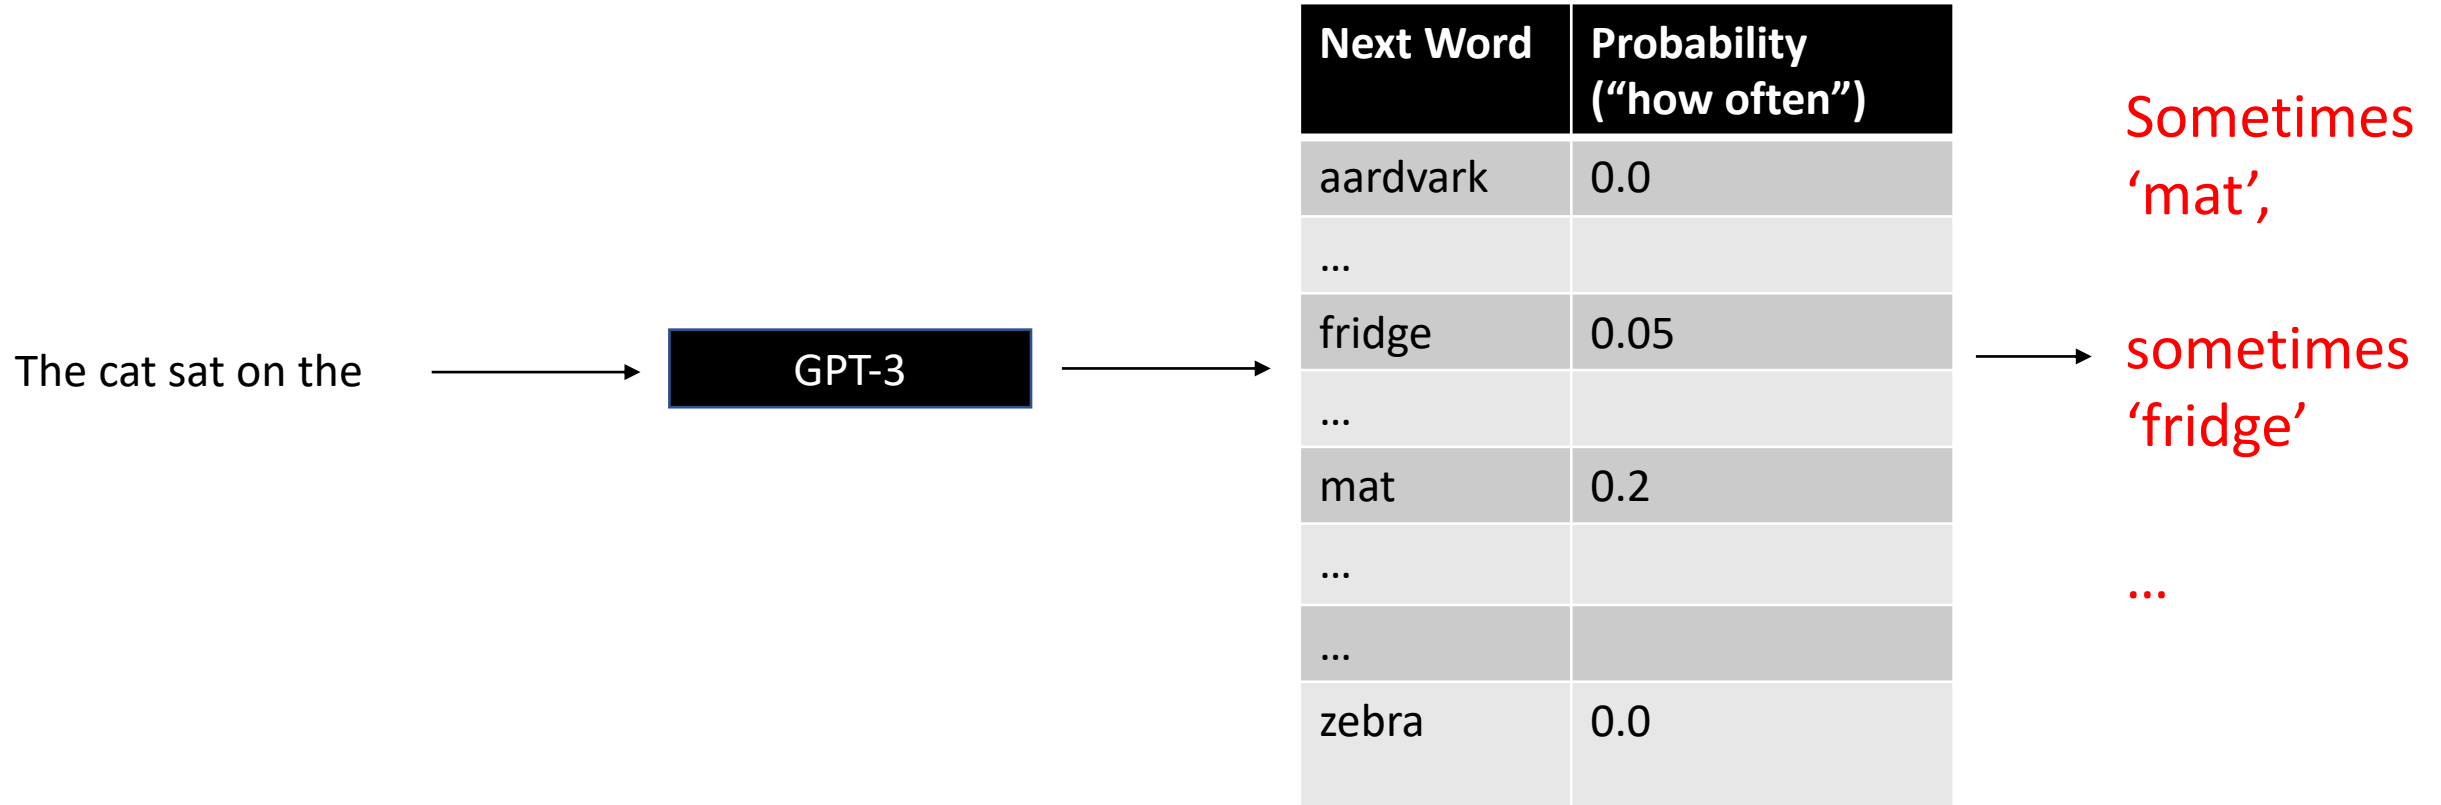 The cat sat on the
GPT-3
Next Word
Probability
(“how often”)
aardvark
0.0
...
fridge
0.05
...
mat
0.2
...
...
zebra
0.0
Sometimes
‘mat’,
sometimes
‘fridge’
...